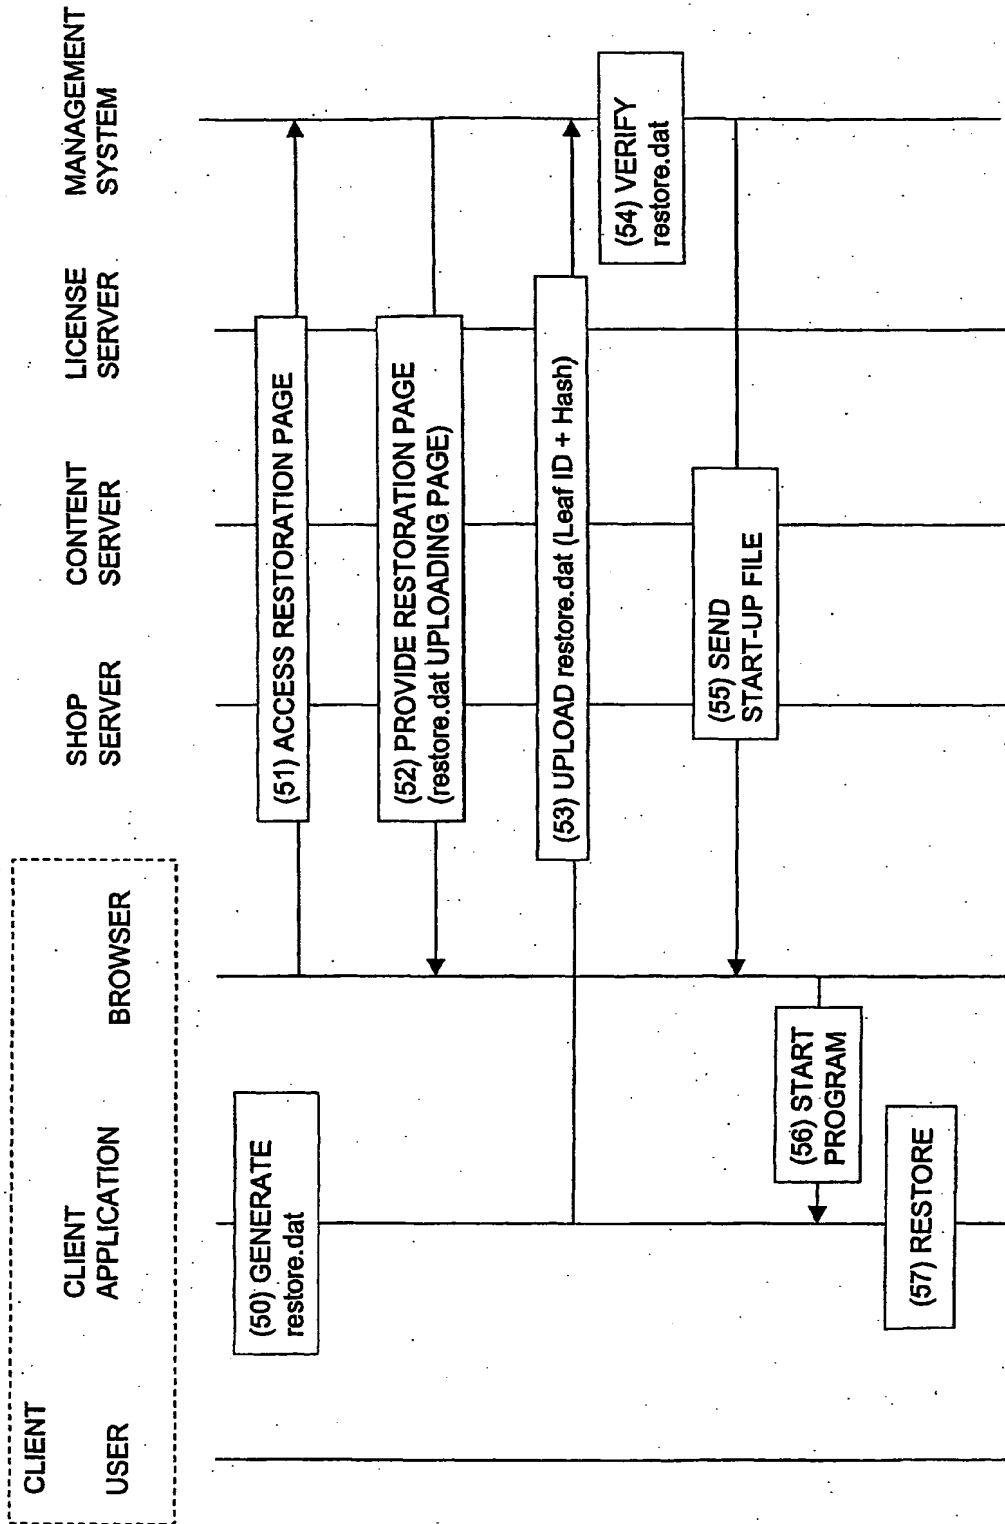 CLIENT
USER
CLIENT
APPLICATION
BROWSER
SHOP
SERVER
CONTENT
SERVER
LICENSE
SERVER
MANAGEMENT
SYSTEM
(50) GENERATE
restore.dat
(51) ACCESS RESTORATION PAGE
(52) PROVIDE RESTORATION PAGE
(restore.dat UPLOADING PAGE)
(53) UPLOAD restore.dat (Leaf ID + Hash)
(54) VERIFY
restore.dat
(55) SEND
START-UP FILE
(56) START
PROGRAM
(57) RESTORE